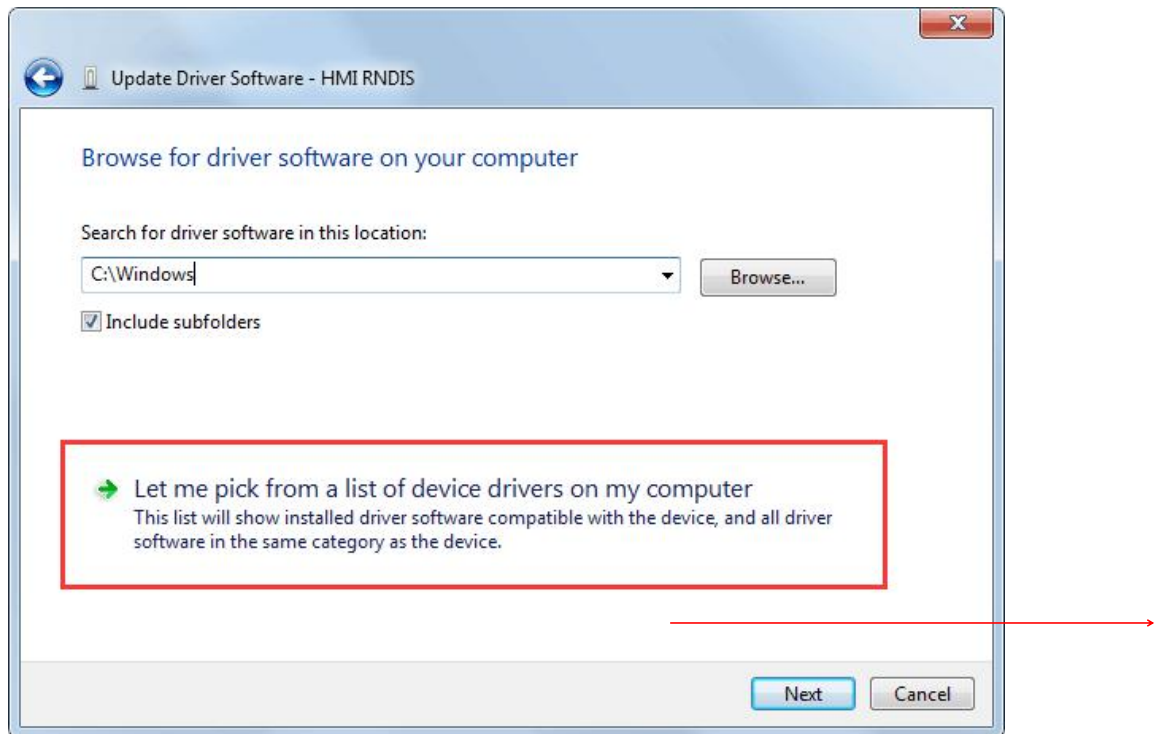 Update Driver Software - HMI RNDIS
Browse for driver software on your computer
Search for driver software in this location:
C:\Windows
Browse...
Include subfolders
Let me pick from a list of device drivers on my computer
This list will show installed driver software compatible with the device, and all driver
software in the same category as the device.
Next
Cancel